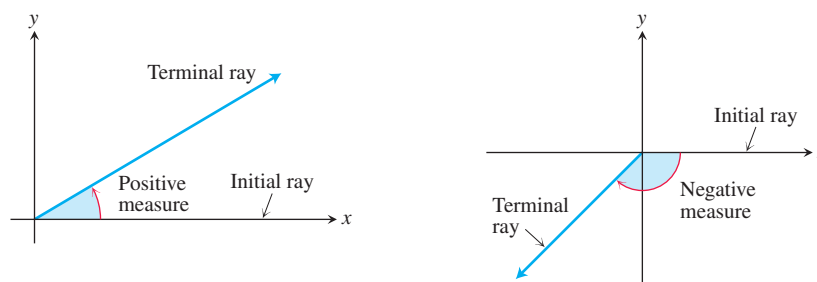 y
Terminal ray
Positive
measure
Initial ray
x
y
Initial ray
Negative
measure
Terminal
ray